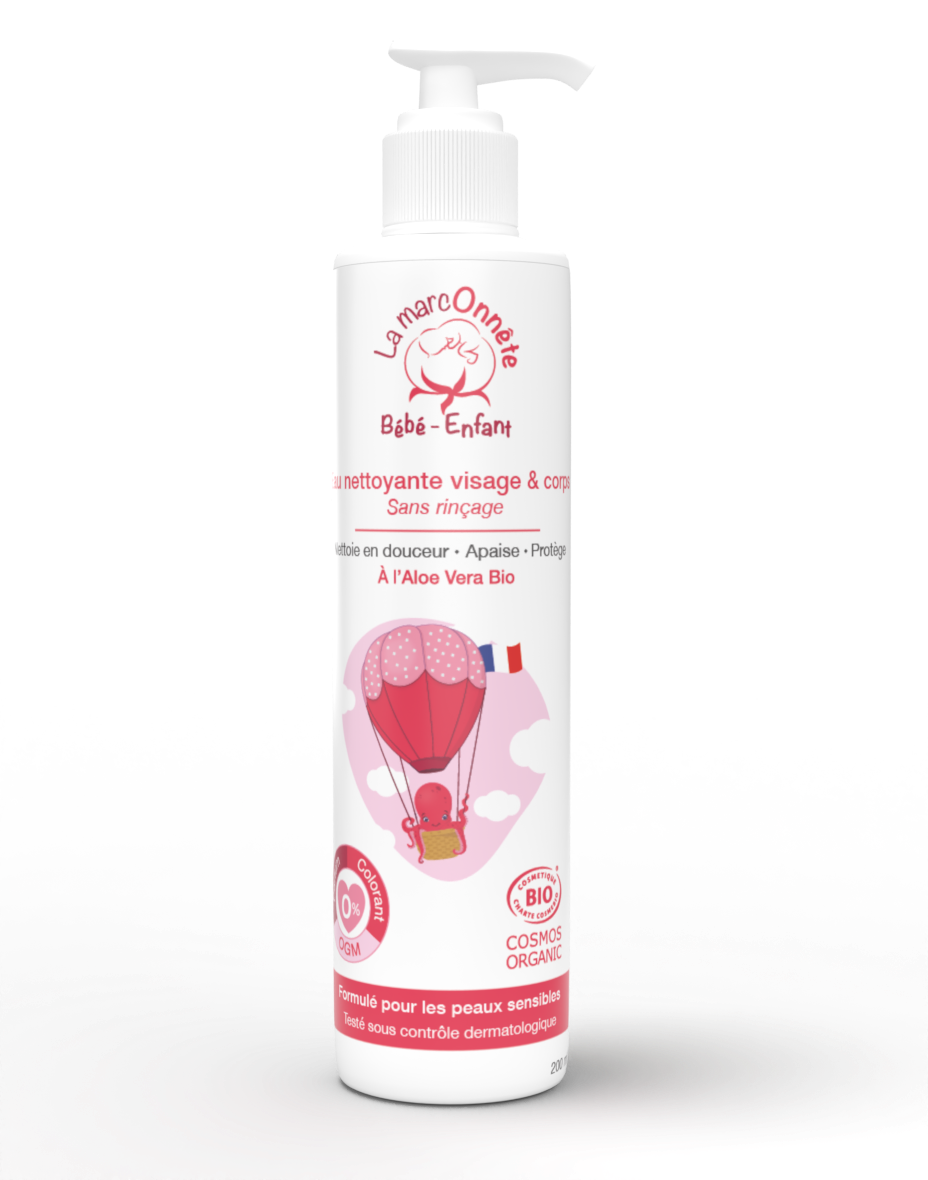 La marcOnnête
Bébé - Enfant
au nettoyante visage & corps
Sans rinçage
ettoie en douceur • Apaise • Protège
À l'Aloe Vera Bio
Colorant
0%
OGM
COSMETIQUE
BIO
CHARTE COSMEBIO
COSMOS
ORGANIC
Formulé pour les peaux sensibles
Testé sous contrôle dermatologique
200 m